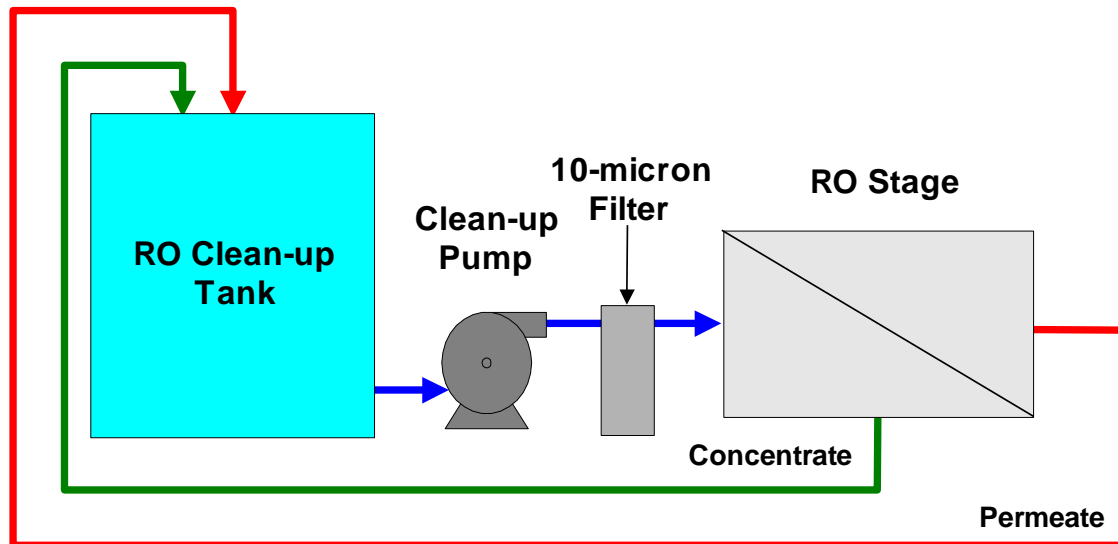 10-micron
Filter
RO Stage
Clean-up
Pump
RO Clean-up
Tank
Concentrate
Permeate